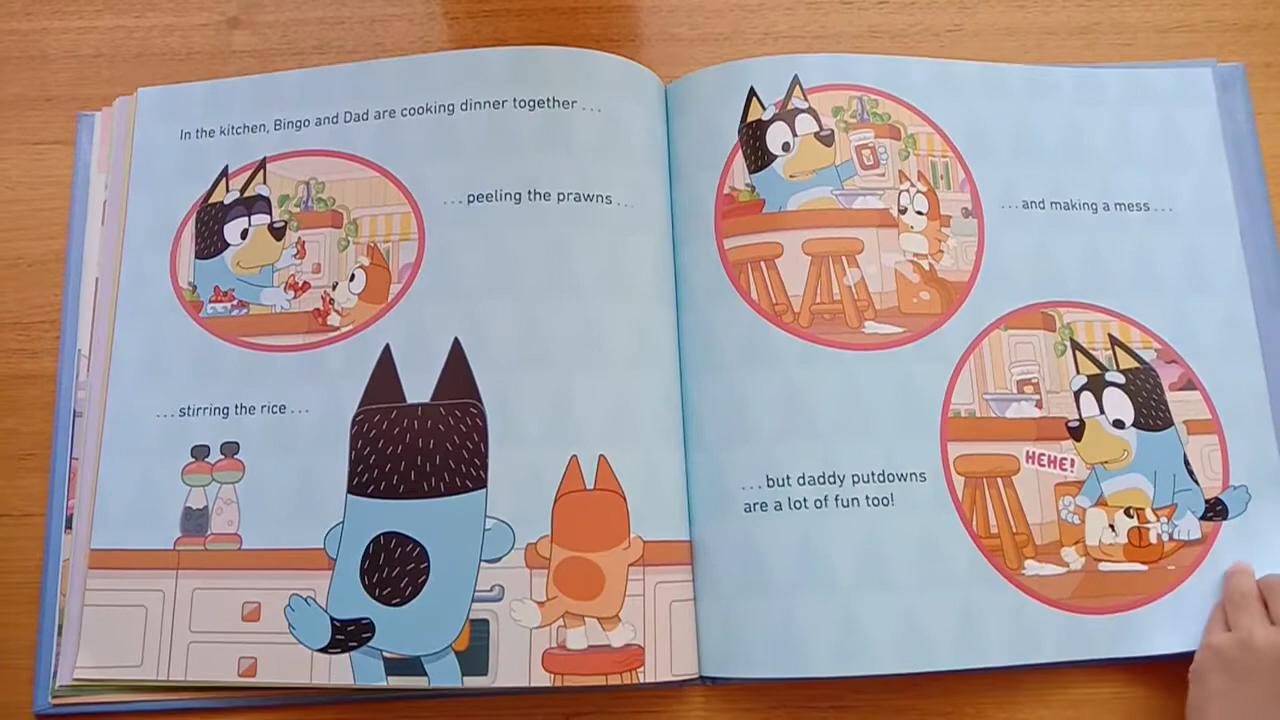 In the kitchen, Bingo and Dad are cooking dinner together . . .
. . . peeling the prawns . . .
. . . stirring the rice . . .
. . . and making a mess . . .
HEHE!
. . . but daddy putdowns
are a lot of fun too!